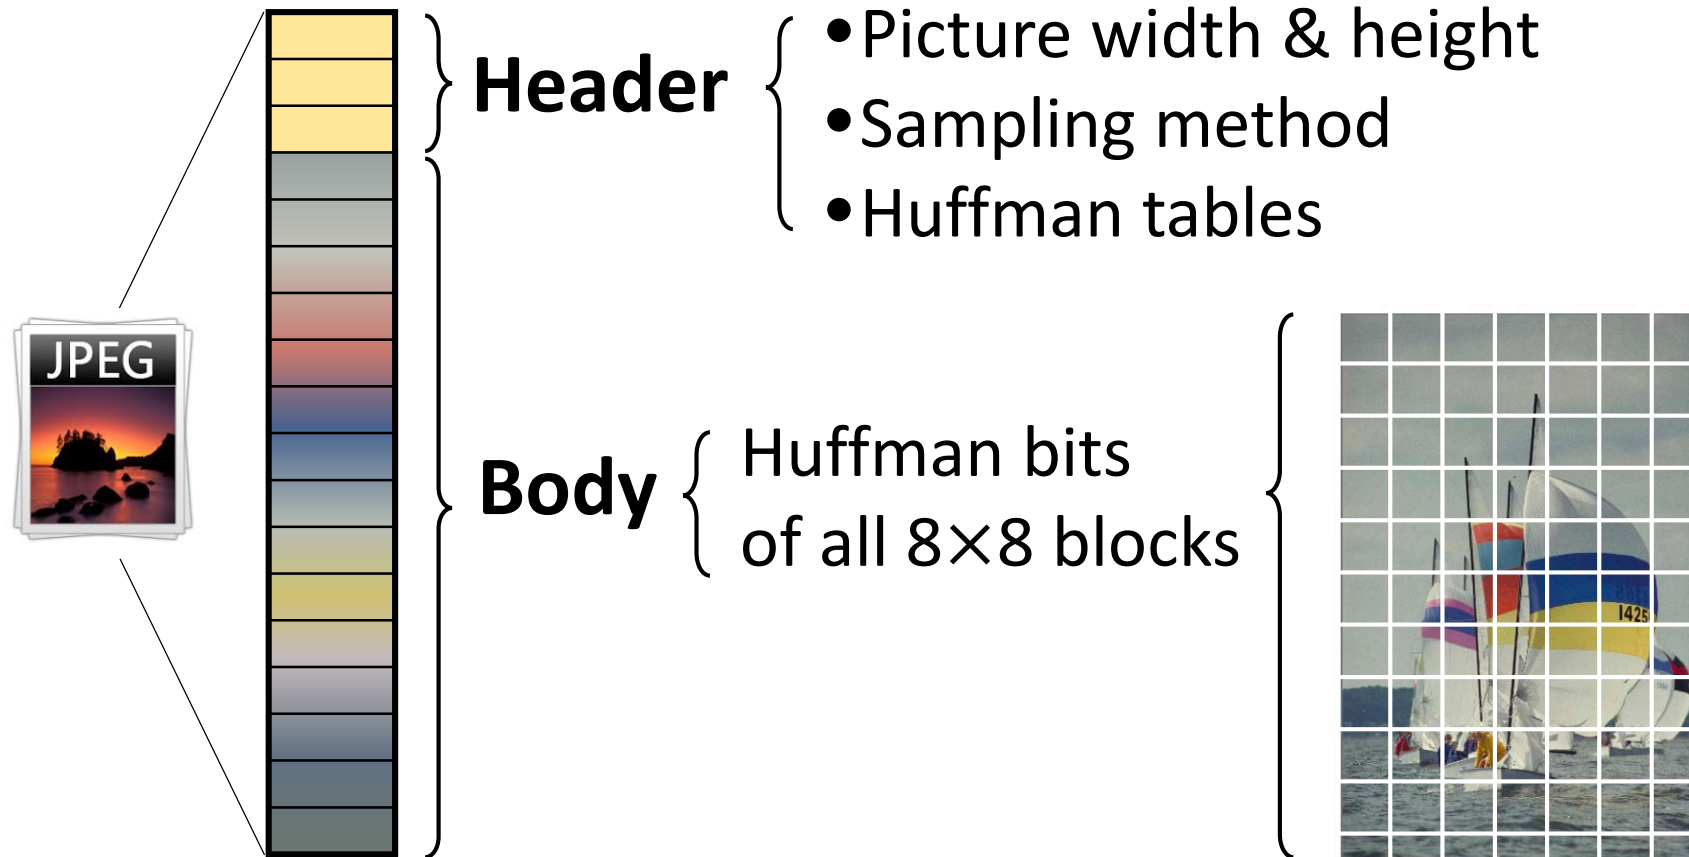 •Picture width & height
Header
•Sampling method
•Huffman tables
JPEG
Huffman bits
Body
of all 8×8 blocks
1425